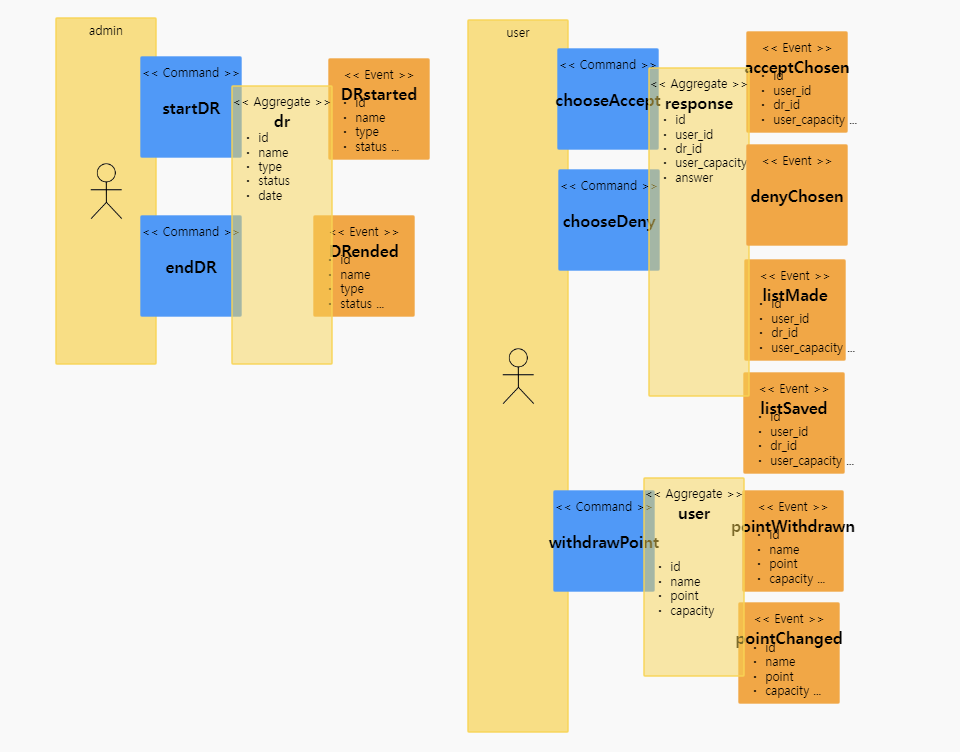 admin
<< Command >>
startDR
<< Aggregate >>
dr
· id
· name
· type
· status
· date
<< Event >>
DRstarted
· id
· name
· type
· status ...
<< Command >>
endDR
<< Event >>
DRended
· id
· name
· type
· status ...
user
<< Command >>
chooseAccept
<< Aggregate >>
response
· id
· user_id
· dr_id
· user_capacity
· answer
<< Event >>
acceptChosen
· id
· user_id
· dr_id
· user_capacity ...
<< Command >>
chooseDeny
<< Event >>
denyChosen
<< Event >>
listMade
· id
· user_id
· dr_id
· user_capacity ...
<< Event >>
listSaved
· id
· user_id
· dr_id
· user_capacity ...
<< Command >>
withdrawPoint
<< Aggregate >>
user
· id
· name
· point
· capacity
<< Event >>
pointWithdrawn
· id
· name
· point
· capacity ...
<< Event >>
pointChanged
· id
· name
· point
· capacity ...